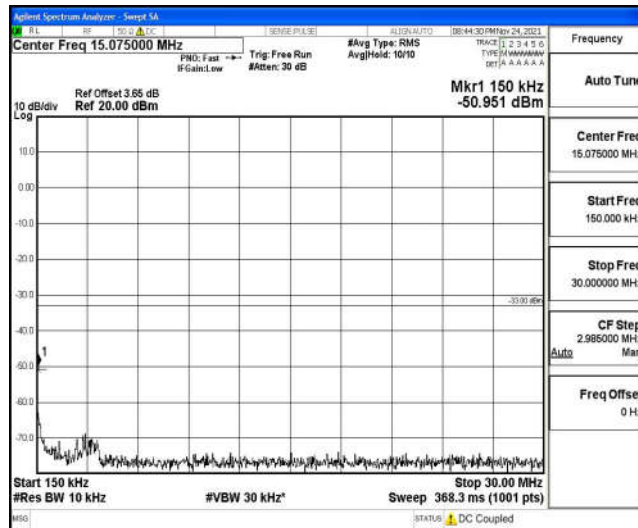 Agilent Spectrum Analyzer - Swept SA
RL RF 50 Ω DC SENSE:PULSE ALIGN AUTO 08:44:30 PM Nov 24, 2021
Center Freq 15.075000 MHz
PNO: Fast
IFGain:Low
Trig: Free Run
#Atten: 30 dB
#Avg Type: RMS
Avg|Hold: 10/10
TRACE 1 2 3 4 5 6
TYPE M WWWWW
DET A A A A A A
Ref Offset 3.65 dB
10 dB/div Ref 20.00 dBm
Log
Mkr1 150 kHz
-50.951 dBm
10.0
0.00
-10.0
-20.0
-30.0
-33.00 dBm
-40.0
1
-50.0
-60.0
-70.0
Start 150 kHz Stop 30.00 MHz
#Res BW 10 kHz #VBW 30 kHz* Sweep 368.3 ms (1001 pts)
MSG STATUS DC Coupled
Frequency
Auto Tune
Center Freq
15.075000 MHz
Start Freq
150.000 kHz
Stop Freq
30.000000 MHz
CF Step
2.985000 MHz
Auto Man
Freq Offset
0 Hz